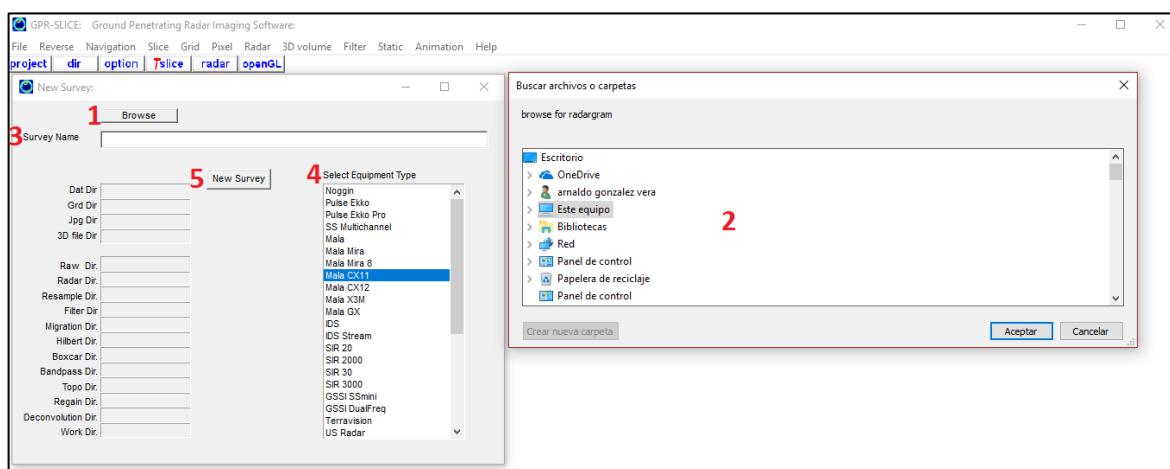 GPR-SLICE: Ground Penetrating Radar Imaging Software:
File Reverse Navigation Slice Grid Pixel Radar 3D volume Filter Static Animation Help
project dir option Tslice radar openGL
New Survey:
1 Browse
3 Survey Name
5 New Survey
Dat Dir
Grd Dir
Jpg Dir
3D file Dir
Raw Dir.
Radar Dir.
Resample Dir.
Filter Dir
Migration Dir.
Hilbert Dir.
Boxcar Dir.
Bandpass Dir.
Topo Dir.
Regain Dir.
Deconvolution Dir.
Work Dir.
4 Select Equipment Type
Noggin
Pulse Ekko
Pulse Ekko Pro
SS Multichannel
Mala
Mala Mira
Mala Mira 8
Mala CX11
Mala CX12
Mala X3M
Mala GX
IDS
IDS Stream
SIR 20
SIR 2000
SIR 30
SIR 3000
GSSI SSmini
GSSI DualFreq
Terravision
US Radar
Buscar archivos o carpetas
browse for radargram
Escritorio
OneDrive
arnaldo gonzalez vera
Este equipo
Bibliotecas
2
Red
Panel de control
Papelera de reciclaje
Panel de control
Crear nueva carpeta
Aceptar
Cancelar